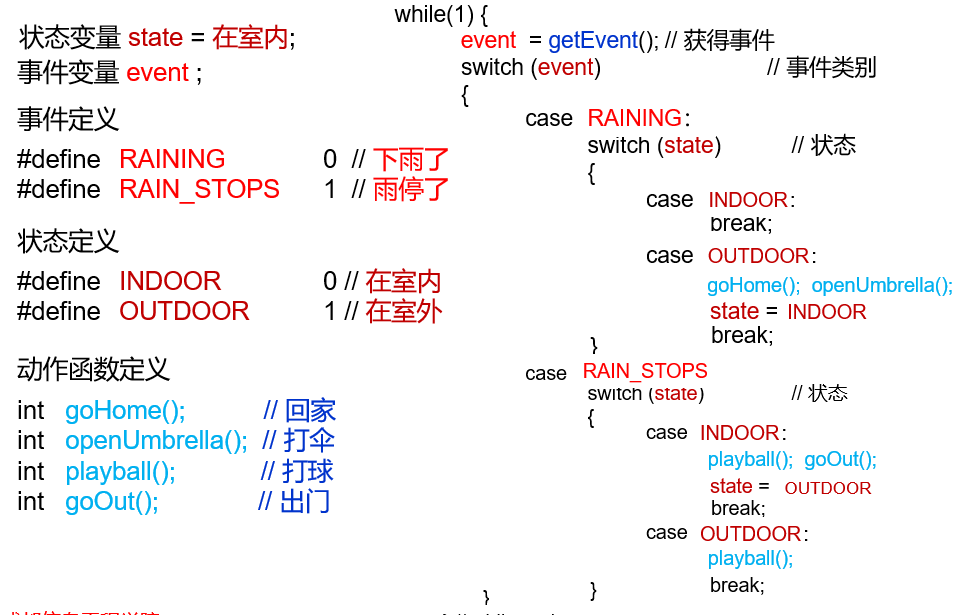 状态变量 state = 在室内;
事件变量 event ;
事件定义
#define RAINING 0 // 下雨了
#define RAIN_STOPS 1 // 雨停了
状态定义
#define INDOOR 0 // 在室内
#define OUTDOOR 1 // 在室外
动作函数定义
int goHome(); // 回家
int openUmbrella(); // 打伞
int playball(); // 打球
int goOut(); // 出门
while(1) {
event = getEvent(); // 获得事件
switch (event) // 事件类别
{
case RAINING:
switch (state) // 状态
{
case INDOOR:
break;
case OUTDOOR:
goHome(); openUmbrella();
state = INDOOR
break;
}
case RAIN_STOPS
switch (state) // 状态
{
case INDOOR:
playball(); goOut();
state = OUTDOOR
break;
case OUTDOOR:
playball();
break;
}
}